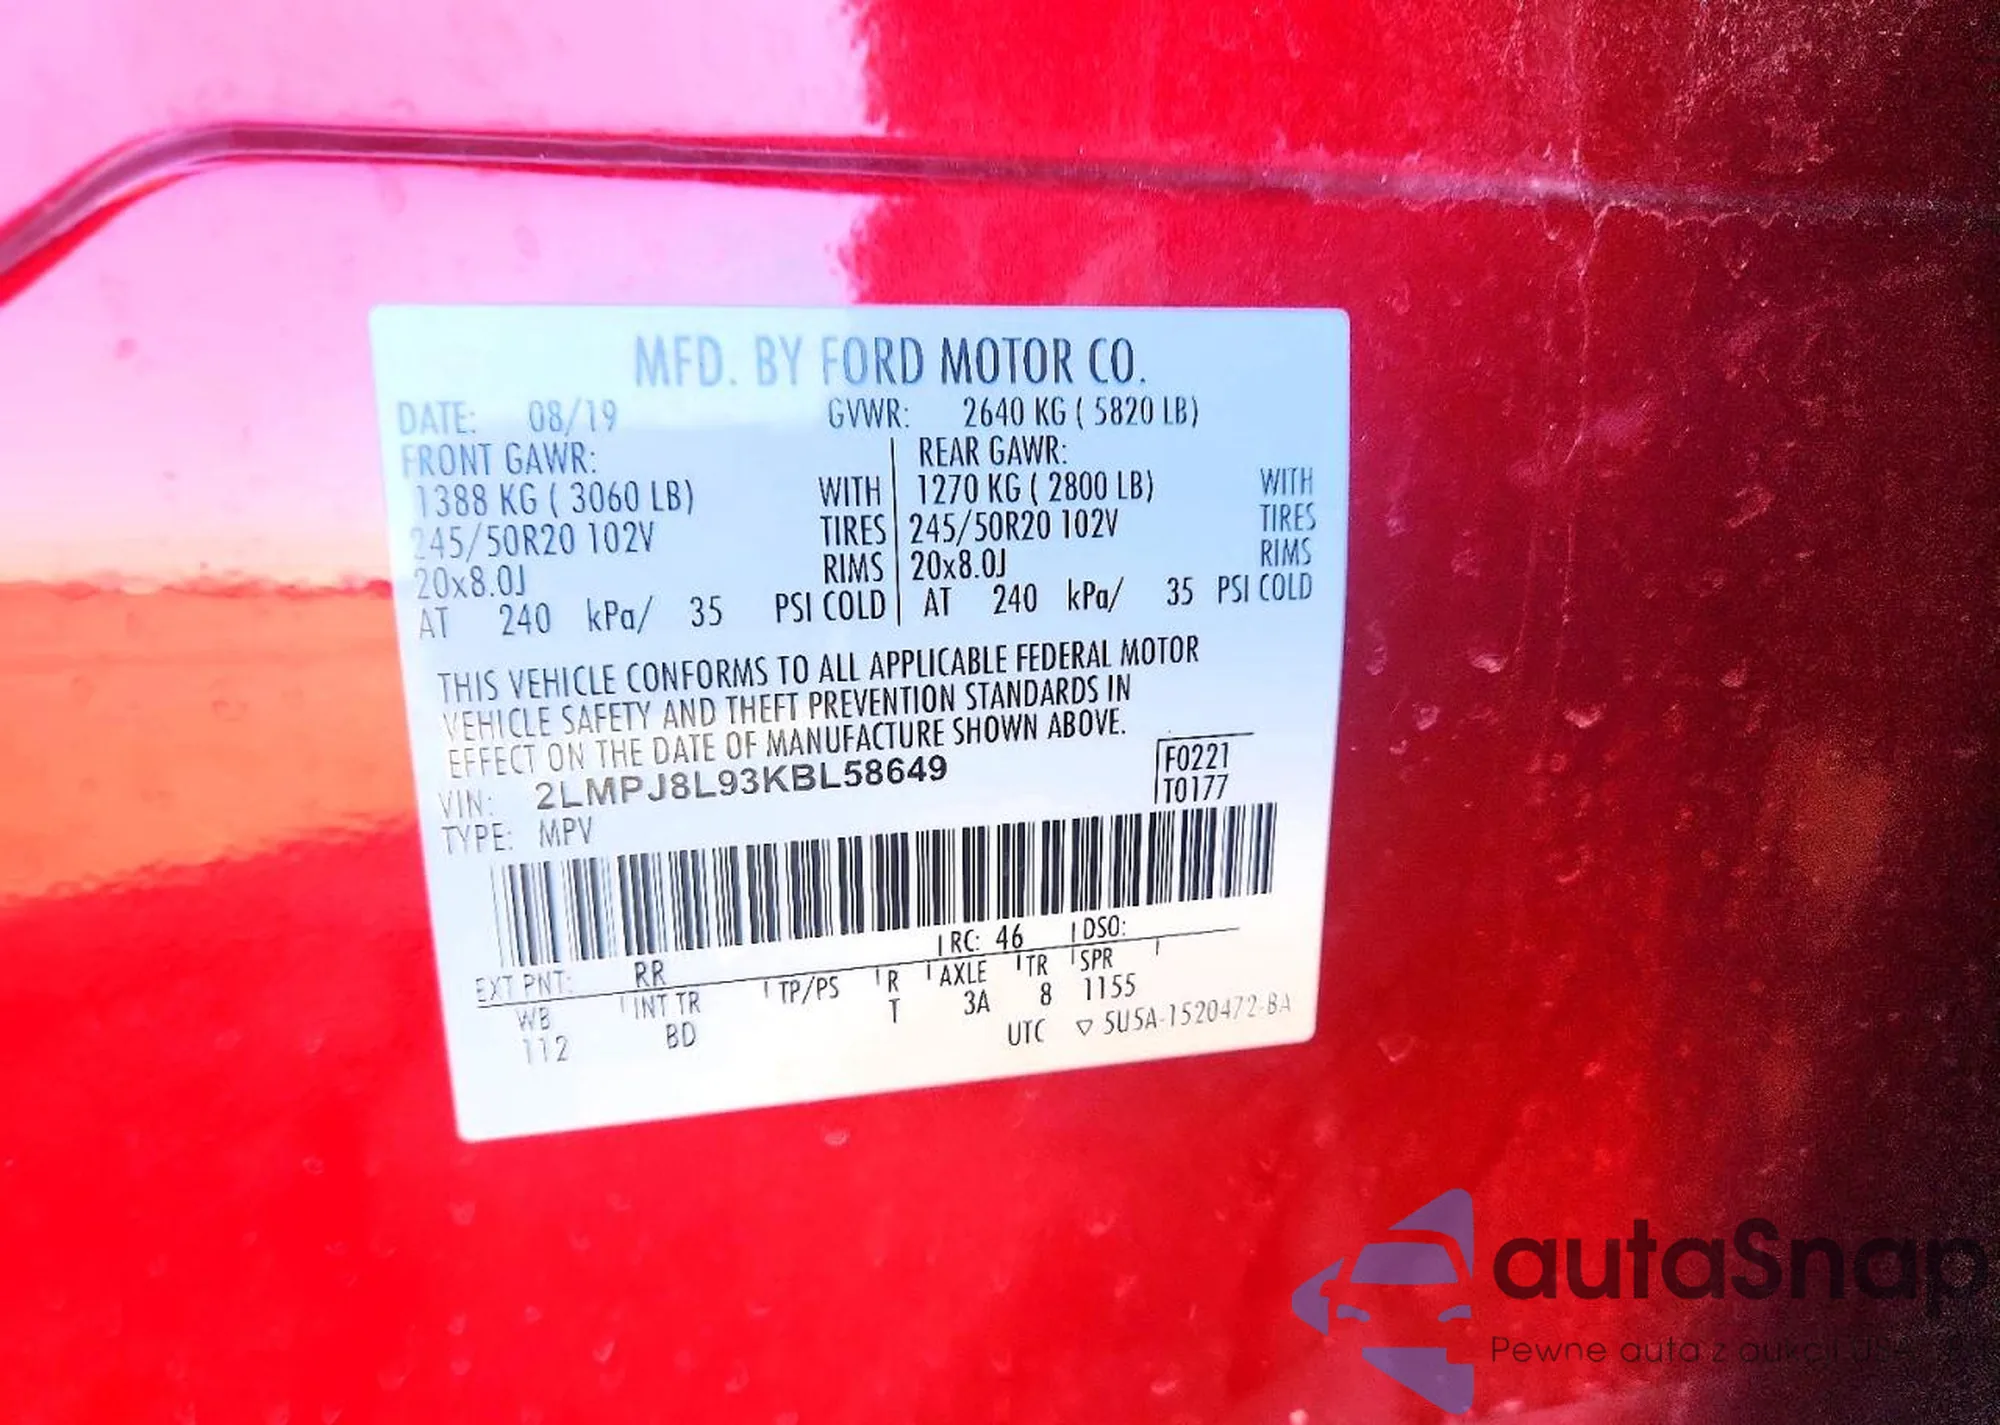 MFD. BY FORD MOTOR CO.
DATE: 08/19 GVWR: 2640 KG ( 5820 LB)
FRONT GAWR: REAR GAWR:
1388 KG ( 3060 LB) WITH 1270 KG ( 2800 LB) WITH
245/50R20 102V TIRES 245/50R20 102V TIRES
20x8.0J RIMS 20x8.0J RIMS
AT 240 kPa/ 35 PSI COLD AT 240 kPa/ 35 PSI COLD
THIS VEHICLE CONFORMS TO ALL APPLICABLE FEDERAL MOTOR
VEHICLE SAFETY AND THEFT PREVENTION STANDARDS IN
EFFECT ON THE DATE OF MANUFACTURE SHOWN ABOVE.
VIN: 2LMPJ8L93KBL58649 F0221
TYPE: MPV T0177
EXT PNT: RR RC: 46 DSO:
WB INT TR TP/PS R AXLE TR SPR
112 BD T 3A 8 1155
UTC ▽ 5U5A-1520472-BA
autaSnap
Pewne auta z aukcji